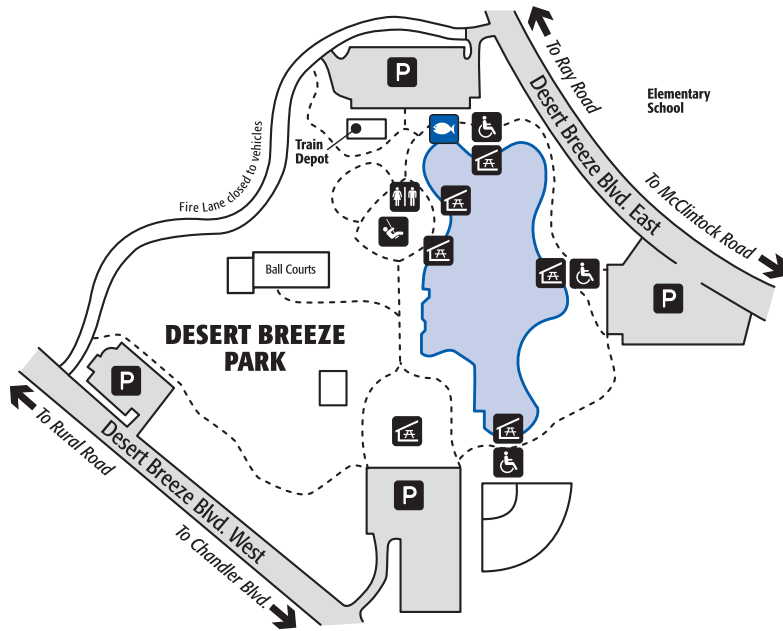 P
To Ray Road
Desert Breeze Blvd. East
Elementary
School
Train
Depot
To McClintock Road
Fire Lane closed to vehicles
Ball Courts
P
DESERT BREEZE
PARK
P
To Rural Road
Desert Breeze Blvd. West
P
To Chandler Blvd.